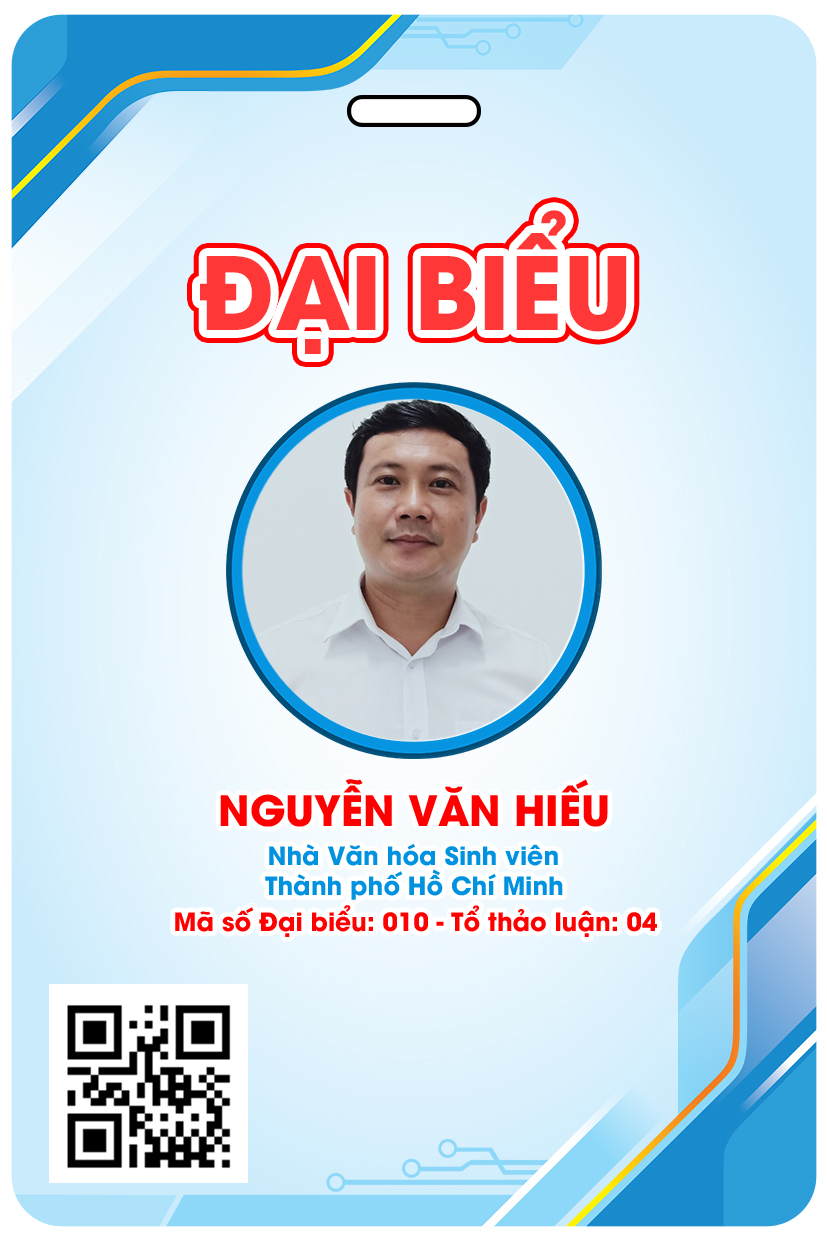 ĐẠI BIỂU
NGUYỄN VĂN HIẾU
Nhà Văn hóa Sinh viên
Thành phố Hồ Chí Minh
Mã số Đại biểu: 010 - Tổ thảo luận: 04